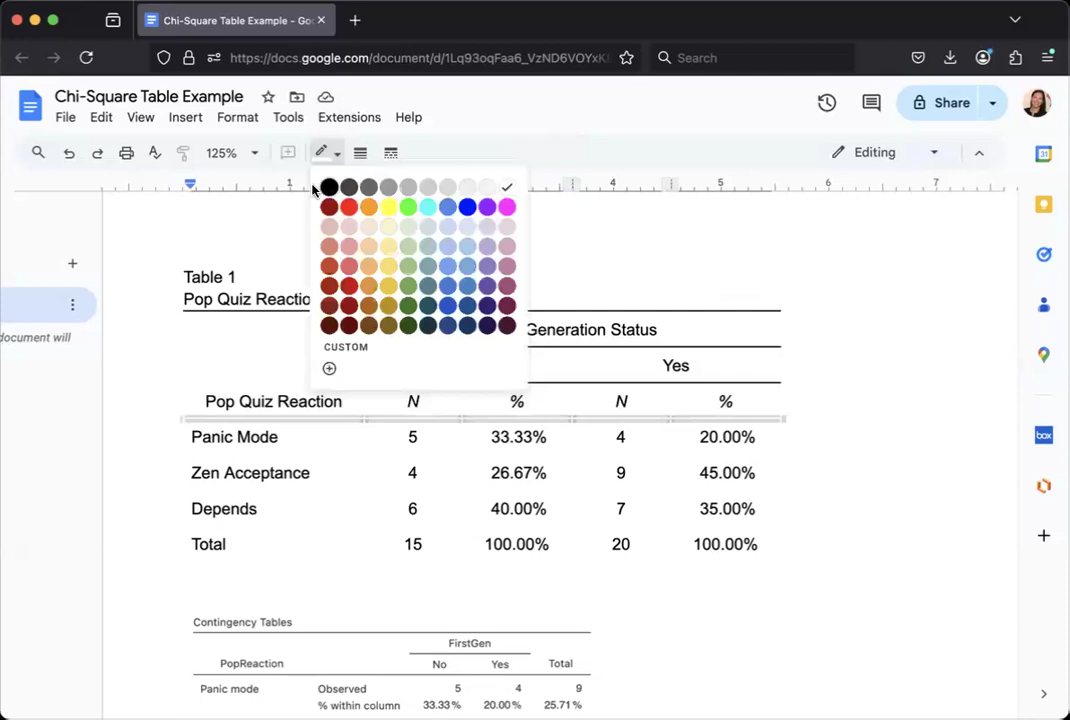 Chi-Square Table Example - Goo
https://docs.google.com/document/d/1Lq93oqFaa6_VzND6VOYxK
Search
Chi-Square Table Example
Share
File Edit View Insert Format Extensions Tools Help
125%
Editing
1 4 5 6 7
Table 1
Pop Quiz Reactio
CUSTOM
Generation Status
Yes
Pop Quiz Reaction N % N %
Panic Mode 5 33.33% 4 20.00%
Zen Acceptance 4 26.67% 9 45.00%
Depends 6 40.00% 7 35.00%
Total 15 100.00% 20 100.00%
document will
box
Contingency Tables
FirstGen
PopReaction No Yes Total
Panic mode Observed 5 4 9
% within column 33.33% 20.00% 25.71%